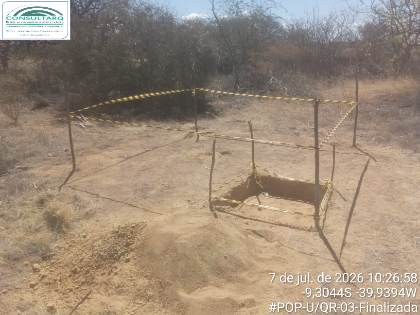 CONSULTARQ
7 de jul. de 2026 10:26:58
-9,3044S -39,9394W
#POP-U/QR-03-Finalizada